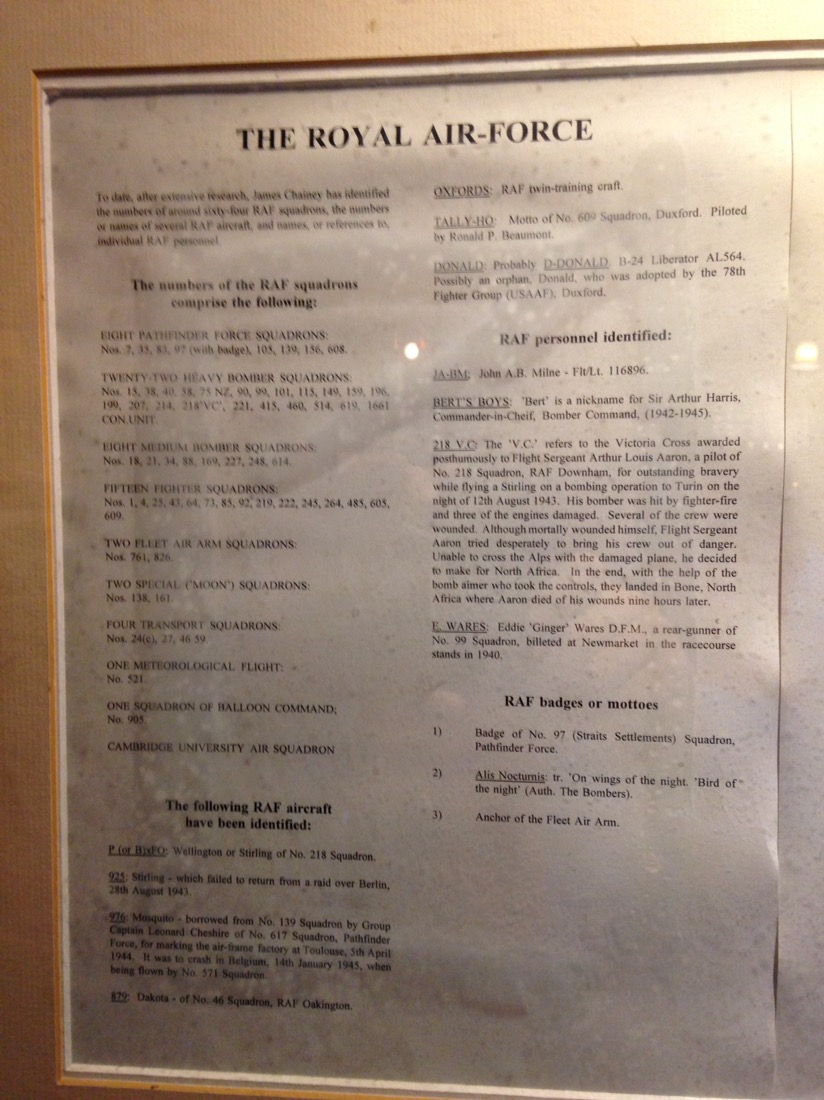 THE ROYAL AIR-FORCE
To date, after extensive research, James Chainey has identified
the numbers of around sixty-four RAF squadrons, the numbers
or names of several RAF aircraft, and names, or references to,
individual RAF personnel.
The numbers of the RAF squadrons
comprise the following:
EIGHT PATHFINDER FORCE SQUADRONS:
Nos. 7, 35, 83, 97 (with badge), 105, 139, 156, 608.
TWENTY-TWO HEAVY BOMBER SQUADRONS:
Nos. 15, 38, 40, 58, 75 NZ, 90, 99, 101, 115, 149, 159, 196,
199, 207, 214, 218'VC', 221, 415, 460, 514, 619, 1661
CON.UNIT
EIGHT MEDIUM BOMBER SQUADRONS:
Nos. 18, 21, 34, 88, 169, 227, 248, 614.
FIFTEEN FIGHTER SQUADRONS:
Nos. 1, 4, 25, 43, 64, 73, 85, 92, 219, 222, 245, 264, 485, 605,
609.
TWO FLEET AIR ARM SQUADRONS:
Nos. 761, 826.
TWO SPECIAL ('MOON') SQUADRONS:
Nos. 138, 161.
FOUR TRANSPORT SQUADRONS:
Nos. 24(c), 27, 46 59.
ONE METEOROLOGICAL FLIGHT:
No. 521.
ONE SQUADRON OF BALLOON COMMAND;
No. 905.
CAMBRIDGE UNIVERSITY AIR SQUADRON
The following RAF aircraft
have been identified:
P (or B)xFO: Wellington or Stirling of No. 218 Squadron.
925: Stirling - which failed to return from a raid over Berlin,
28th August 1943.
976: Mosquito - borrowed from No. 139 Squadron by Group
Captain Leonard Cheshire of No. 617 Squadron, Pathfinder
Force, for marking the air-frame factory at Toulouse, 5th April
1944. It was to crash in Belgium, 14th January 1945, when
being flown by No. 571 Squadron.
879: Dakota - of No. 46 Squadron, RAF Oakington.
OXFORDS: RAF twin-training craft.
TALLY-HO: Motto of No. 609 Squadron, Duxford. Piloted
by Ronald P. Beaumont.
DONALD: Probably D-DONALD. B-24 Liberator AL564.
Possibly an orphan, Donald, who was adopted by the 78th
Fighter Group (USAAF), Duxford.
RAF personnel identified:
JA-BM: John A.B. Milne - Flt/Lt. 116896.
BERT'S BOYS: 'Bert' is a nickname for Sir Arthur Harris,
Commander-in-Cheif, Bomber Command, (1942-1945).
218 V.C: The 'V.C.' refers to the Victoria Cross awarded
posthumously to Flight Sergeant Arthur Louis Aaron, a pilot of
No. 218 Squadron, RAF Downham, for outstanding bravery
while flying a Stirling on a bombing operation to Turin on the
night of 12th August 1943. His bomber was hit by fighter-fire
and three of the engines damaged. Several of the crew were
wounded. Although mortally wounded himself, Flight Sergeant
Aaron tried desperately to bring his crew out of danger.
Unable to cross the Alps with the damaged plane, he decided
to make for North Africa. In the end, with the help of the
bomb aimer who took the controls, they landed in Bone, North
Africa where Aaron died of his wounds nine hours later.
E. WARES: Eddie 'Ginger' Wares D.F.M., a rear-gunner of
No. 99 Squadron, billeted at Newmarket in the racecourse
stands in 1940.
RAF badges or mottoes
1) Badge of No. 97 (Straits Settlements) Squadron,
Pathfinder Force.
2) Alis Nocturnis: tr. 'On wings of the night. 'Bird of
the night' (Auth. The Bombers).
3) Anchor of the Fleet Air Arm.